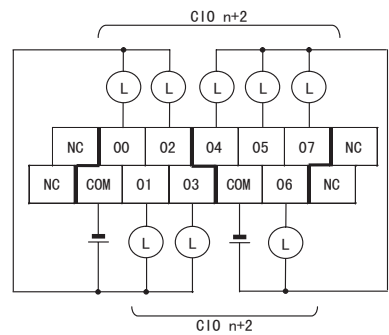 CIO n+2
L L L L L
NC 00 02 04 05 07 NC
NC COM 01 03 COM 06 NC
L L L
CIO n+2